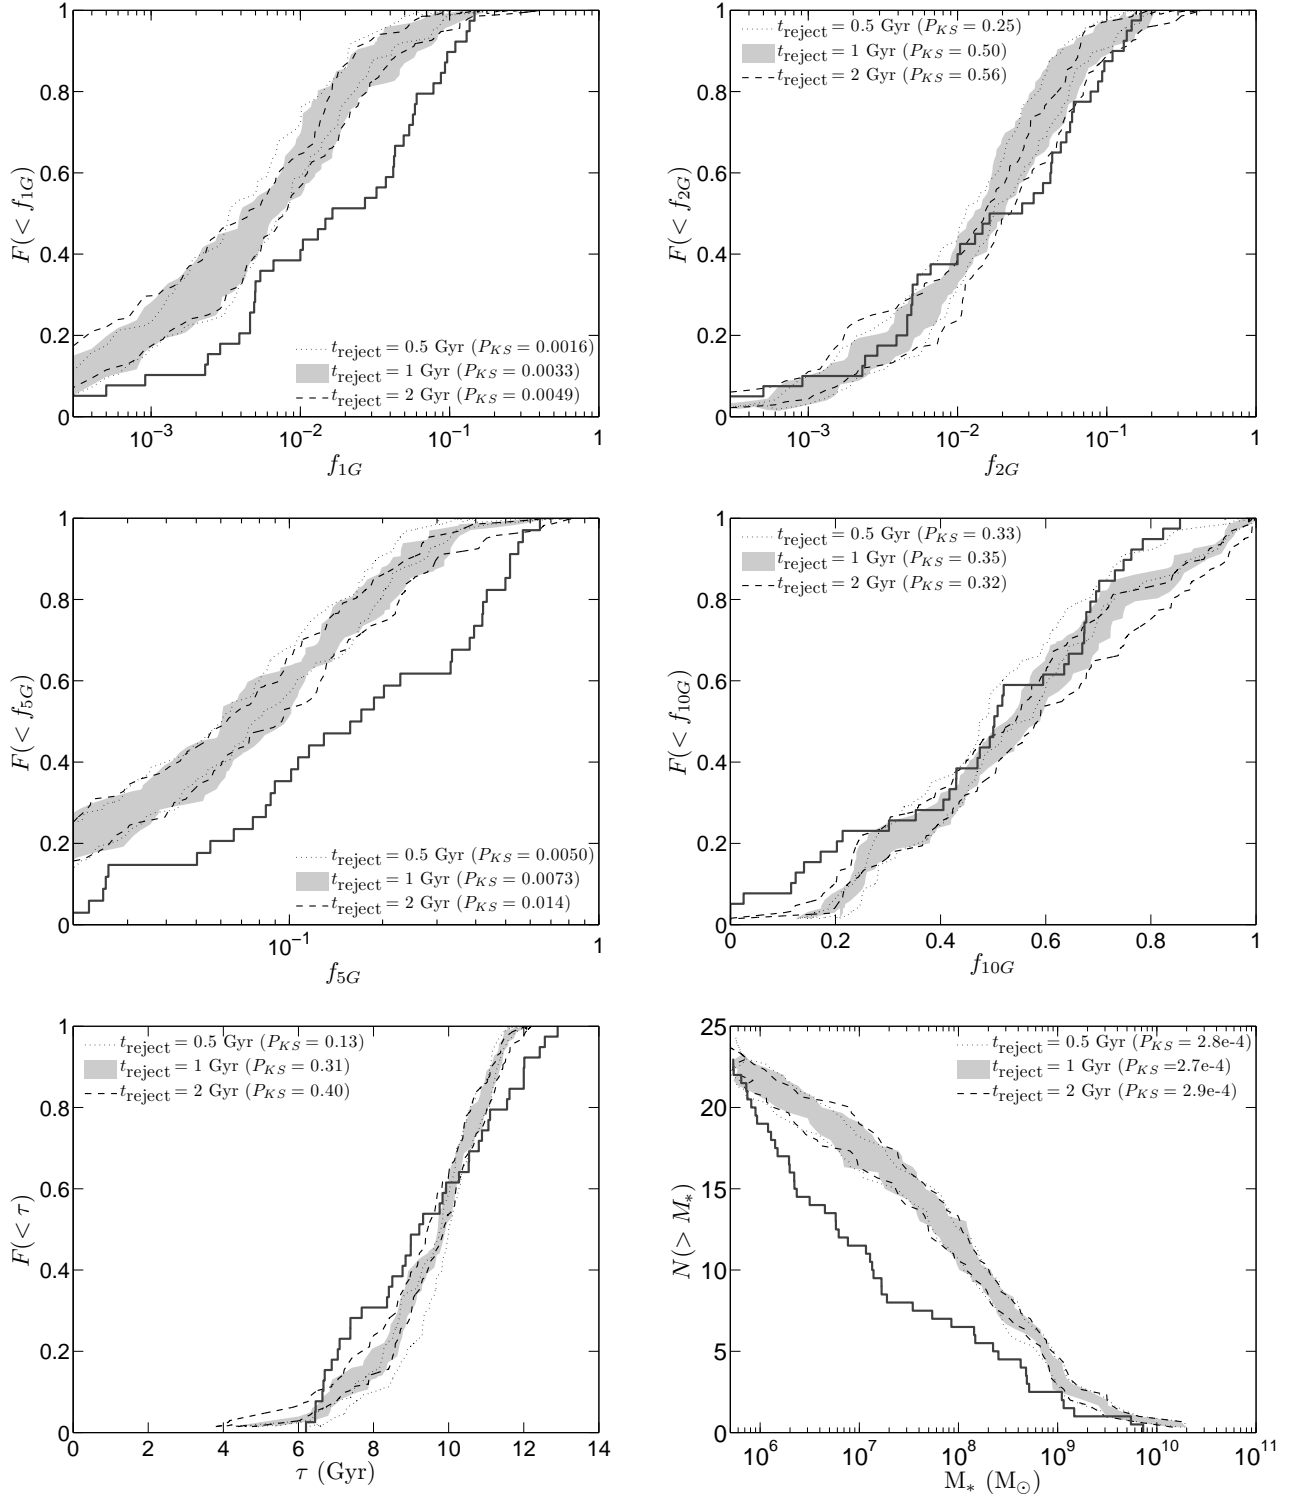 1
0.8
0.6
0.4
0.2
0
F(< f1G)
t_reject = 0.5 Gyr (P_KS = 0.0016)
t_reject = 1 Gyr (P_KS = 0.0033)
t_reject = 2 Gyr (P_KS = 0.0049)
10^−3 10^−2 10^−1 1
f1G
1
0.8
0.6
0.4
0.2
0
F(< f2G)
t_reject = 0.5 Gyr (P_KS = 0.25)
t_reject = 1 Gyr (P_KS = 0.50)
t_reject = 2 Gyr (P_KS = 0.56)
10^−3 10^−2 10^−1 1
f2G
1
0.8
0.6
0.4
0.2
0
F(< f5G)
t_reject = 0.5 Gyr (P_KS = 0.0050)
t_reject = 1 Gyr (P_KS = 0.0073)
t_reject = 2 Gyr (P_KS = 0.014)
10^−1 1
f5G
1
0.8
0.6
0.4
0.2
0
F(< f10G)
t_reject = 0.5 Gyr (P_KS = 0.33)
t_reject = 1 Gyr (P_KS = 0.35)
t_reject = 2 Gyr (P_KS = 0.32)
0 0.2 0.4 0.6 0.8 1
f10G
1
0.8
0.6
0.4
0.2
0
F(< τ)
t_reject = 0.5 Gyr (P_KS = 0.13)
t_reject = 1 Gyr (P_KS = 0.31)
t_reject = 2 Gyr (P_KS = 0.40)
0 2 4 6 8 10 12 14
τ (Gyr)
25
20
15
10
5
0
N(> M*)
t_reject = 0.5 Gyr (P_KS = 2.8e-4)
t_reject = 1 Gyr (P_KS =2.7e-4)
t_reject = 2 Gyr (P_KS = 2.9e-4)
10^6 10^7 10^8 10^9 10^10 10^11
M* (M⊙)